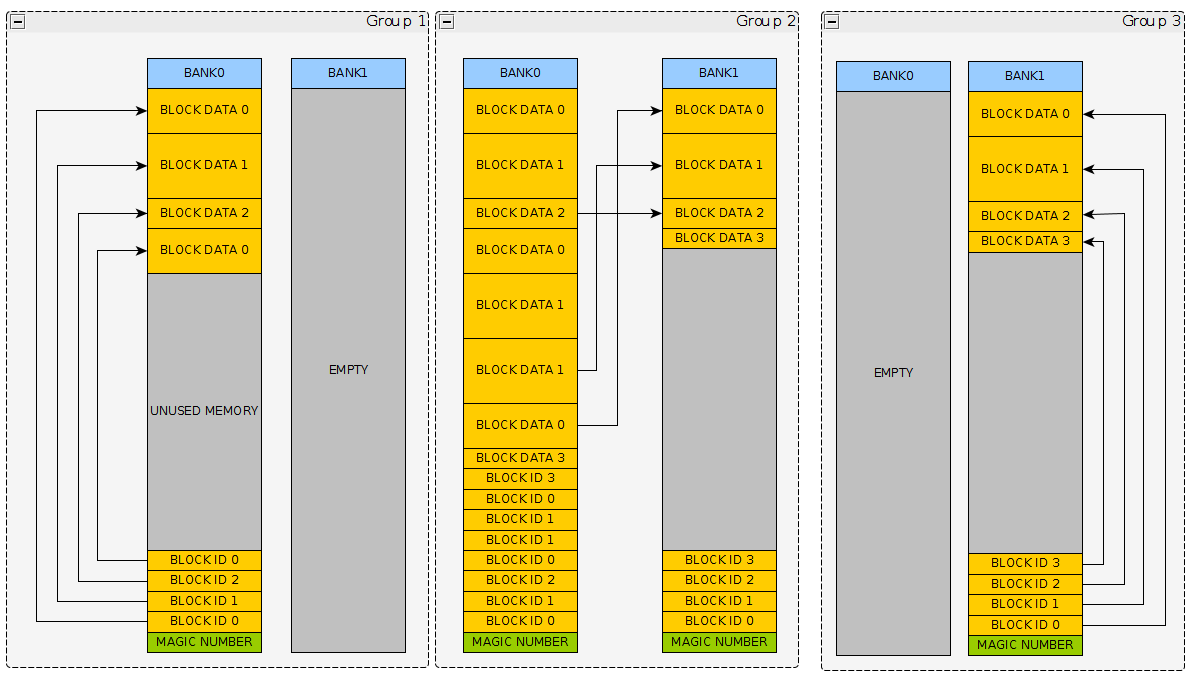 Group 1
BANK0
BLOCK DATA 0
BLOCK DATA 1
BLOCK DATA 2
BLOCK DATA 0
UNUSED MEMORY
BLOCK ID 0
BLOCK ID 2
BLOCK ID 1
BLOCK ID 0
MAGIC NUMBER
BANK1
EMPTY
Group 2
BANK0
BLOCK DATA 0
BLOCK DATA 1
BLOCK DATA 2
BLOCK DATA 0
BLOCK DATA 1
BLOCK DATA 1
BLOCK DATA 0
BLOCK DATA 3
BLOCK ID 3
BLOCK ID 0
BLOCK ID 1
BLOCK ID 1
BLOCK ID 0
BLOCK ID 2
BLOCK ID 1
BLOCK ID 0
MAGIC NUMBER
BANK1
BLOCK DATA 0
BLOCK DATA 1
BLOCK DATA 2
BLOCK DATA 3
BLOCK ID 3
BLOCK ID 2
BLOCK ID 1
BLOCK ID 0
MAGIC NUMBER
Group 3
BANK0
EMPTY
BANK1
BLOCK DATA 0
BLOCK DATA 1
BLOCK DATA 2
BLOCK DATA 3
BLOCK ID 3
BLOCK ID 2
BLOCK ID 1
BLOCK ID 0
MAGIC NUMBER